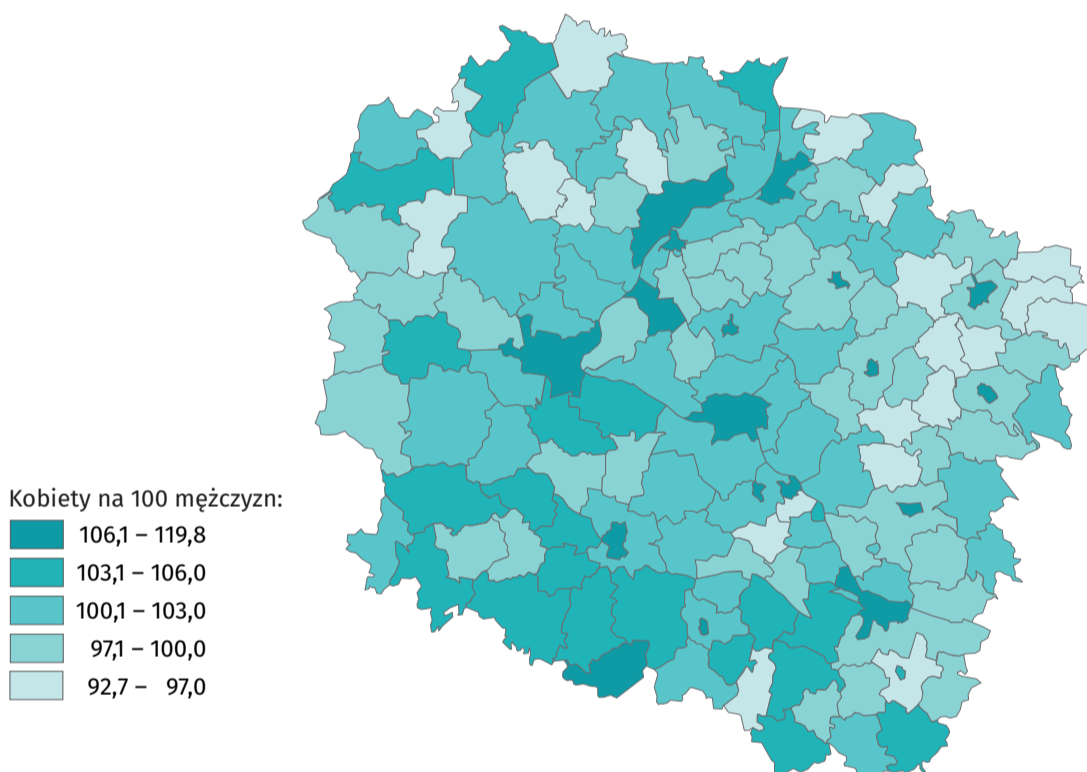 Kobiety na 100 mężczyzn:
106,1 – 119,8
103,1 – 106,0
100,1 – 103,0
97,1 – 100,0
92,7 – 97,0